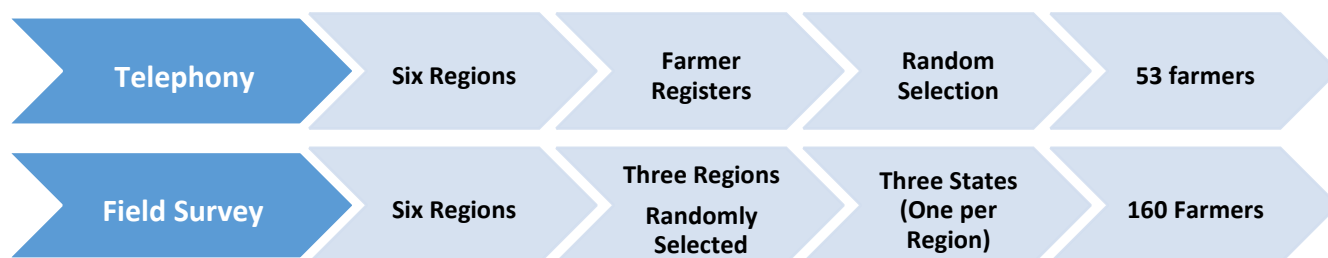 Telephony
Six Regions
Farmer
Registers
Random
Selection
53 farmers
Field Survey
Six Regions
Three Regions
Randomly
Selected
Three States
(One per
Region)
160 Farmers